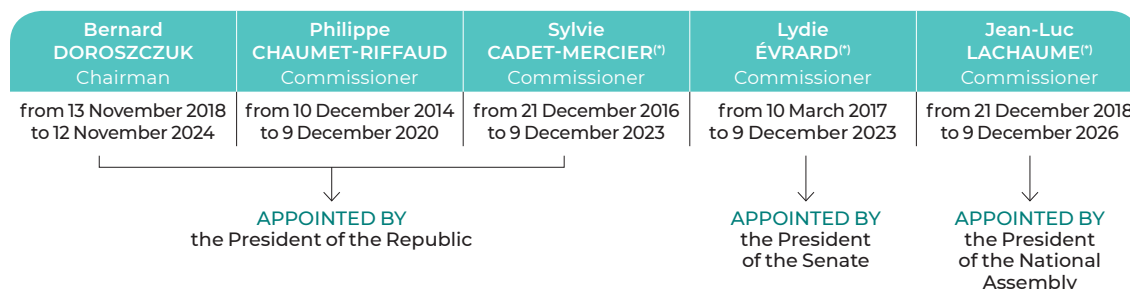 Bernard
DOROSZCZUK
Chairman
from 13 November 2018
to 12 November 2024
Philippe
CHAUMET-RIFFAUD
Commissioner
from 10 December 2014
to 9 December 2020
Sylvie
CADET-MERCIER(*)
Commissioner
from 21 December 2016
to 9 December 2023
Lydie
ÉVRARD(*)
Commissioner
from 10 March 2017
to 9 December 2023
Jean-Luc
LACHAUME(*)
Commissioner
from 21 December 2018
to 9 December 2026
APPOINTED BY
the President of the Republic
APPOINTED BY
the President
of the Senate
APPOINTED BY
the President
of the National
Assembly